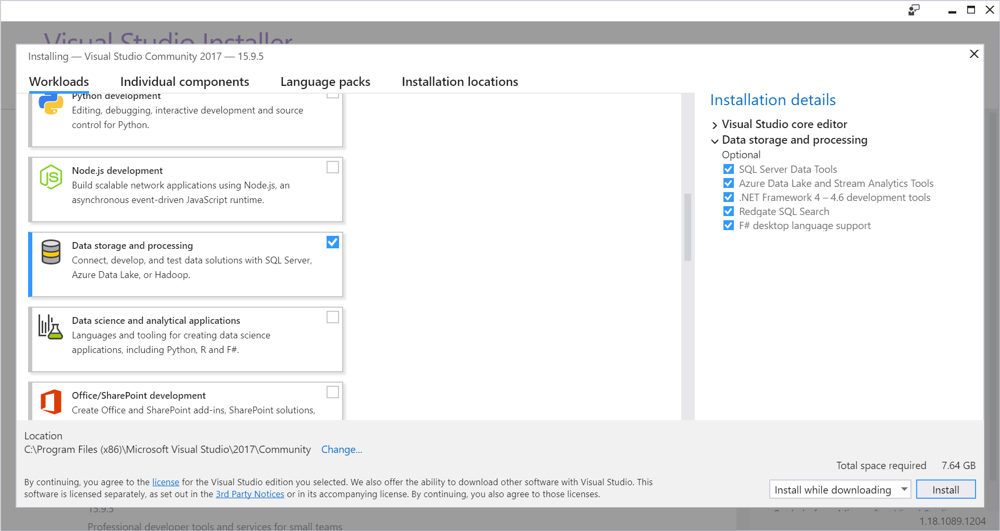 Visual Studio Installer
Installing — Visual Studio Community 2017 — 15.9.5
Workloads
Individual components
Language packs
Installation locations
Python development
Editing, debugging, interactive development and source
control for Python.
Node.js development
Build scalable network applications using Node.js, an
asynchronous event-driven JavaScript runtime.
Data storage and processing
Connect, develop, and test data solutions with SQL Server,
Azure Data Lake, or Hadoop.
Data science and analytical applications
Languages and tooling for creating data science
applications, including Python, R and F#.
Office/SharePoint development
Create Office and SharePoint add-ins, SharePoint solutions,
Installation details
Visual Studio core editor
Data storage and processing
Optional
SQL Server Data Tools
Azure Data Lake and Stream Analytics Tools
.NET Framework 4 – 4.6 development tools
Redgate SQL Search
F# desktop language support
Location
C:\Program Files (x86)\Microsoft Visual Studio\2017\Community Change...
Total space required 7.64 GB
By continuing, you agree to the license for the Visual Studio edition you selected. We also offer the ability to download other software with Visual Studio. This
software is licensed separately, as set out in the 3rd Party Notices or in its accompanying license. By continuing, you also agree to those licenses.
Install while downloading
Install
15.9.5
Professional developer tools and services for small teams
1.18.1089.1204